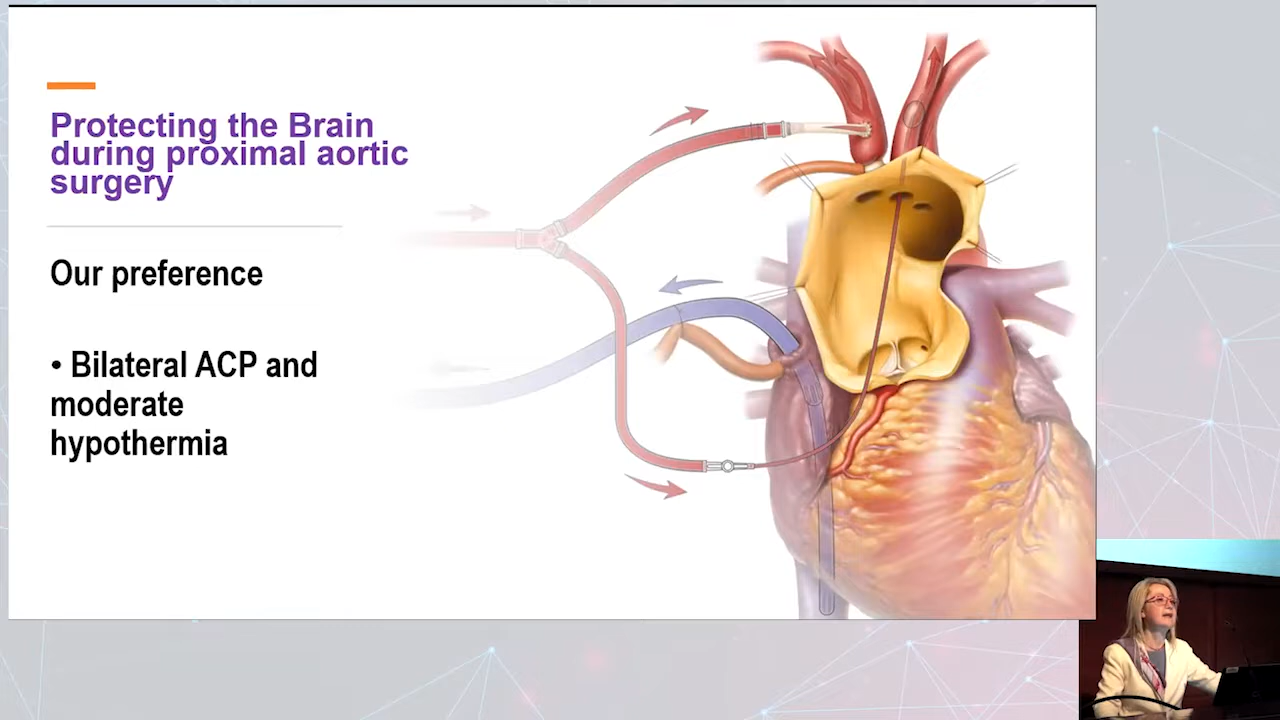 Protecting the Brain
during proximal aortic
surgery
Our preference
• Bilateral ACP and
moderate
hypothermia